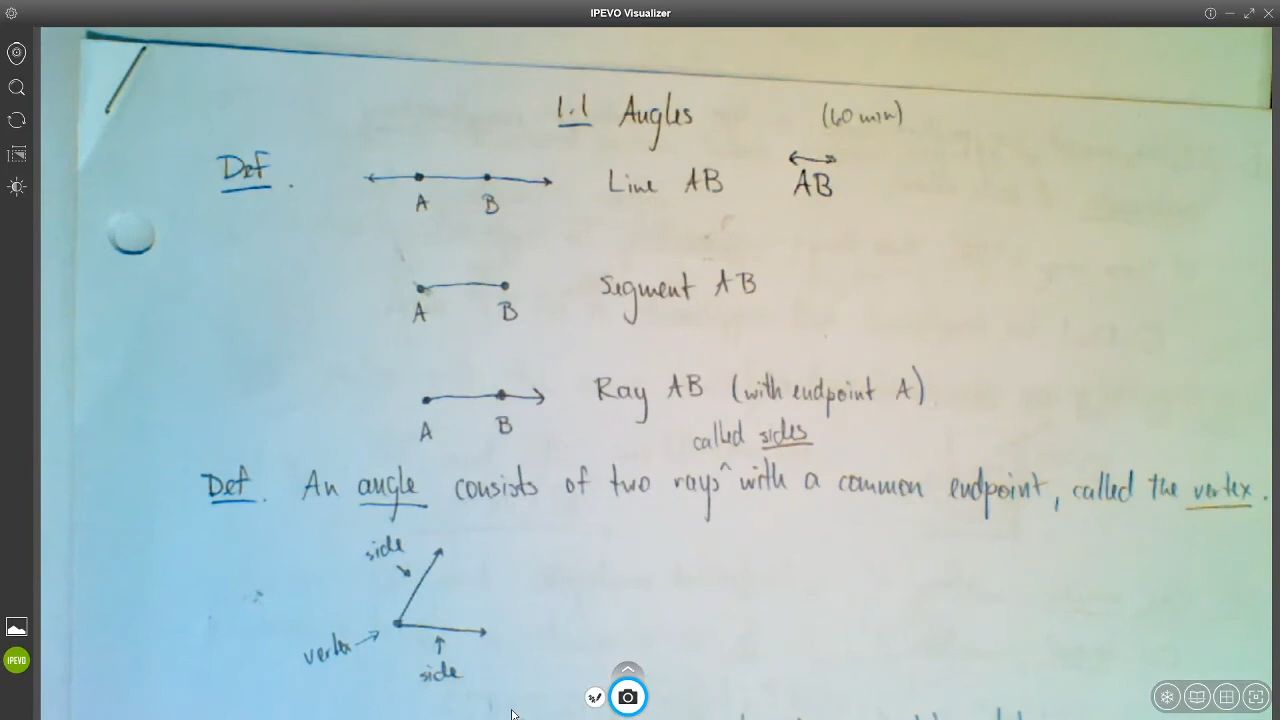 IPEVO Visualizer
1.1 Angles (60 min)
Def. Line AB AB
A B
Segment AB
A B
Ray AB (with endpoint A)
A B
called sides
Def. An angle consists of two rays ^ with a common endpoint, called the vertex.
side
vertex
side
IPEVO